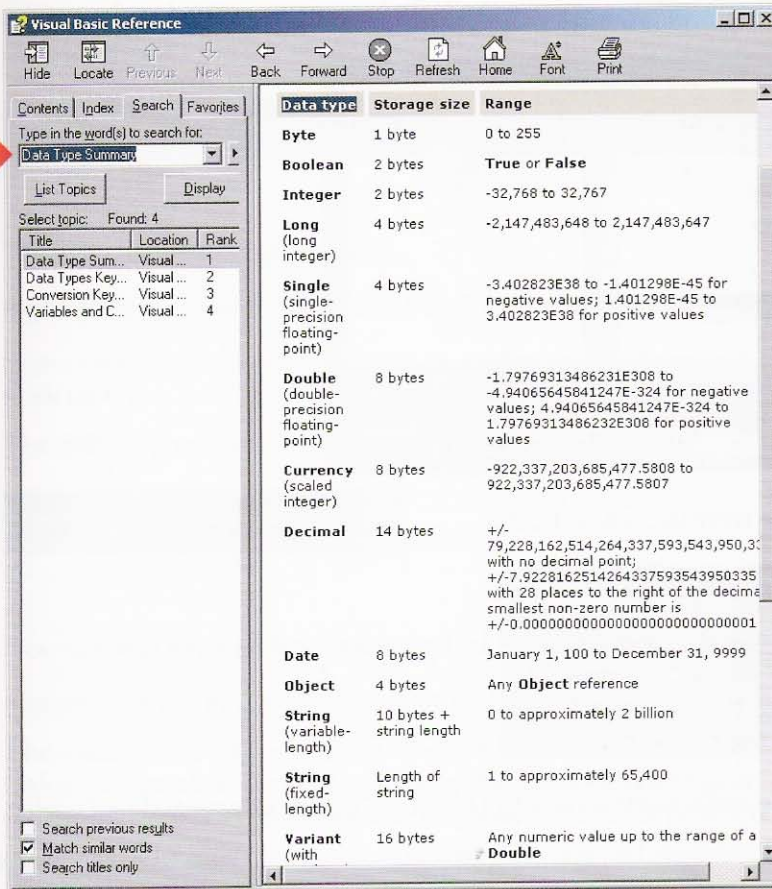 Visual Basic Reference
Hide Locate Previous Next Back Forward Stop Refresh Home Font Print
Contents Index Search Favorites
Type in the word(s) to search for:
Data Type Summary
List Topics Display
Select topic: Found: 4
Title Location Rank
Data Type Sum... Visual ... 1
Data Types Key... Visual ... 2
Conversion Key... Visual ... 3
Variables and C... Visual ... 4
Search previous results
Match similar words
Search titles only
Data type Storage size Range
Byte 1 byte 0 to 255
Boolean 2 bytes True or False
Integer 2 bytes -32,768 to 32,767
Long 4 bytes -2,147,483,648 to 2,147,483,647
(long
integer)
Single 4 bytes -3.402823E38 to -1.401298E-45 for
(single- negative values; 1.401298E-45 to
precision 3.402823E38 for positive values
floating-
point)
Double 8 bytes -1.79769313486231E308 to
(double- -4.94065645841247E-324 for negative
precision values; 4.94065645841247E-324 to
floating- 1.79769313486232E308 for positive
point) values
Currency 8 bytes -922,337,203,685,477.5808 to
(scaled 922,337,203,685,477.5807
integer)
Decimal 14 bytes +/-
79,228,162,514,264,337,593,543,950,33
with no decimal point;
+/-7.9228162514264337593543950335
with 28 places to the right of the decima
smallest non-zero number is
+/-0.0000000000000000000000000001
Date 8 bytes January 1, 100 to December 31, 9999
Object 4 bytes Any Object reference
String 10 bytes + 0 to approximately 2 billion
(variable- string length
length)
String Length of 1 to approximately 65,400
(fixed- string
length)
Variant 16 bytes Any numeric value up to the range of a
(with Double